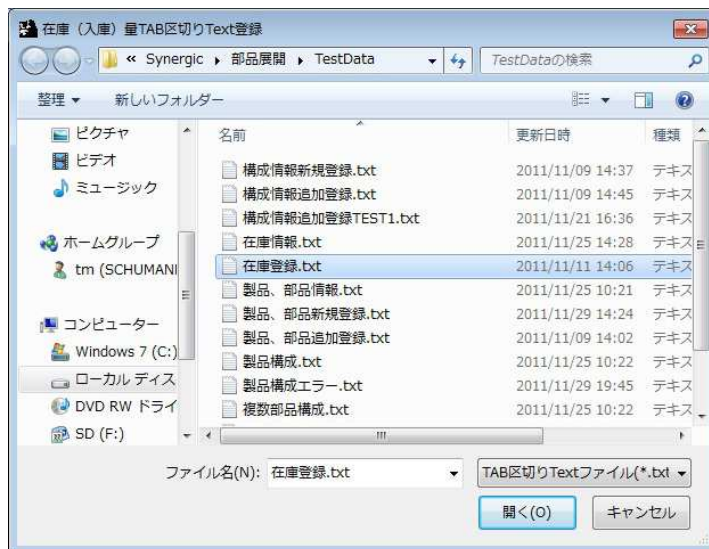 在庫（入庫）量TAB区切りText登録
« Synergic ▸ 部品展開 ▸ TestData
TestDataの検索
整理 ▼ 新しいフォルダー
名前 更新日時 種類
ピクチャ
ビデオ
ミュージック
ホームグループ
tm (SCHUMANI
コンピューター
Windows 7 (C:)
ローカル ディス
DVD RW ドライ
SD (F:)
構成情報新規登録.txt 2011/11/09 14:37 テキス
構成情報追加登録.txt 2011/11/09 14:45 テキス
構成情報追加登録TEST1.txt 2011/11/21 16:36 テキス
在庫情報.txt 2011/11/25 14:28 テキス
在庫登録.txt 2011/11/11 14:06 テキス
製品、部品情報.txt 2011/11/25 10:21 テキス
製品、部品新規登録.txt 2011/11/29 14:24 テキス
製品、部品追加登録.txt 2011/11/09 14:02 テキス
製品構成.txt 2011/11/25 10:22 テキス
製品構成エラー.txt 2011/11/29 19:45 テキス
複数部品構成.txt 2011/11/25 10:22 テキス
ファイル名(N): 在庫登録.txt
TAB区切りTextファイル(*.txt
開く(O) キャンセル